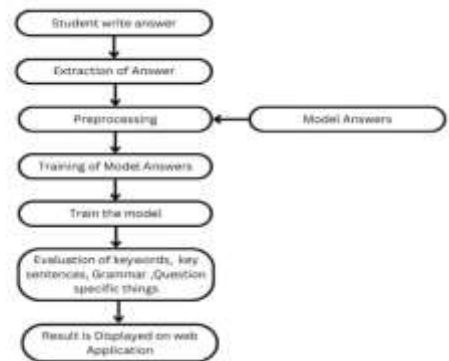 Student write answer
Extraction of Answer
Preprocessing
Model Answers
Training of Model Answers
Train the model
Evaluation of keywords, key
sentences, Grammar ,Question
specific things
Result Is Displayed on web
Application